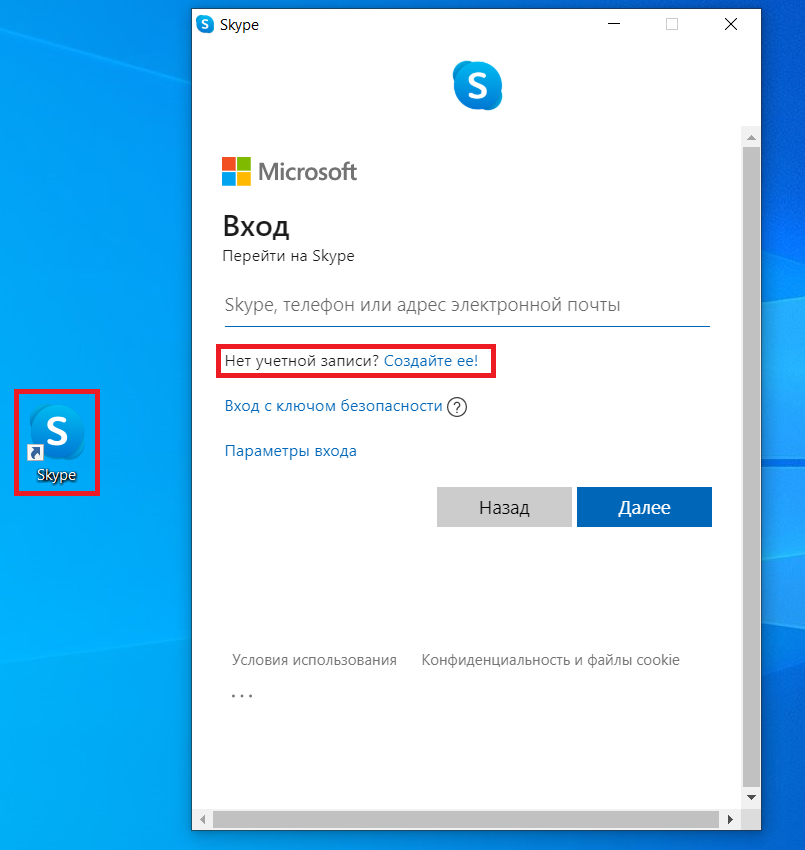 Skype
Microsoft
Вход
Перейти на Skype
Skype, телефон или адрес электронной почты
Нет учетной записи? Создайте ее!
Вход с ключом безопасности ?
Параметры входа
Назад
Далее
Условия использования
Конфиденциальность и файлы cookie
...
Skype